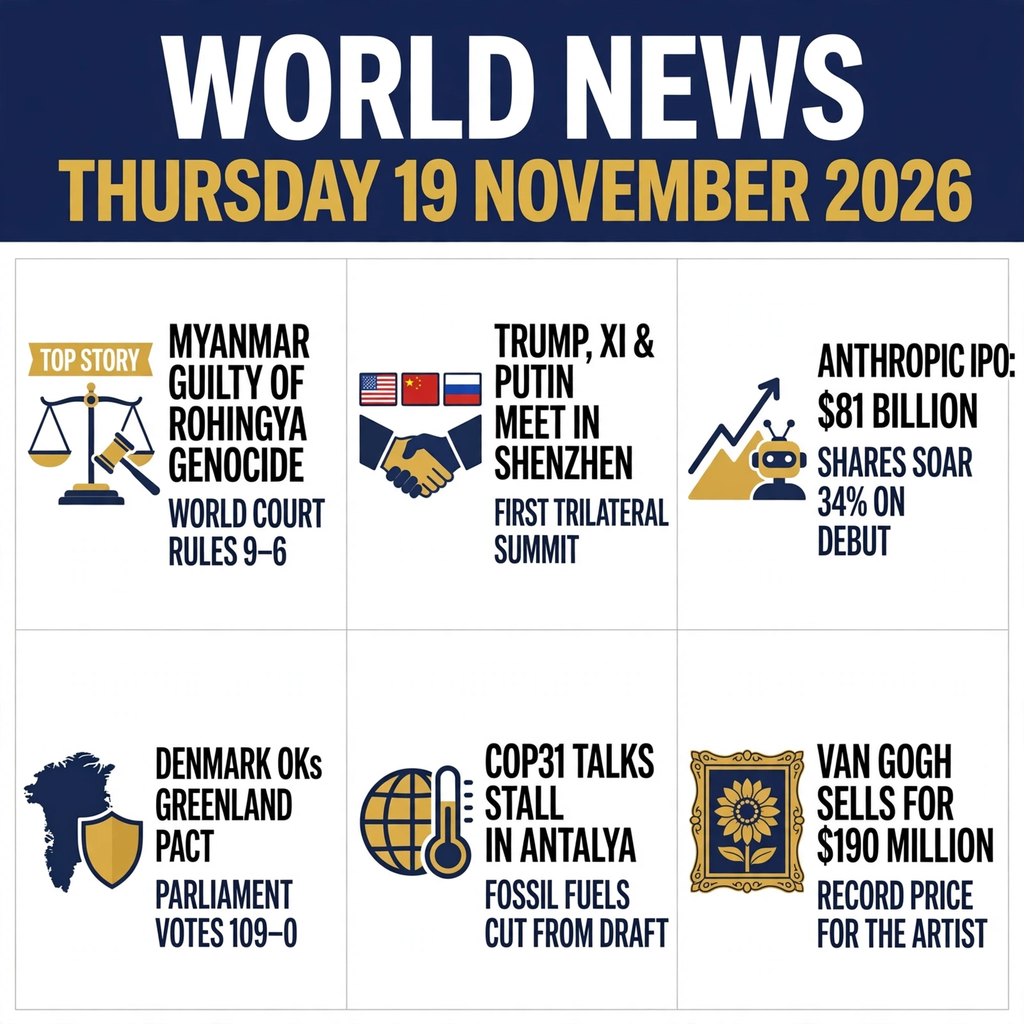 WORLD NEWS
THURSDAY 19 NOVEMBER 2026
TOP STORY
MYANMAR
GUILTY OF
ROHINGYA
GENOCIDE
WORLD COURT
RULES 9–6
TRUMP, XI &
PUTIN
MEET IN
SHENZHEN
FIRST TRILATERAL
SUMMIT
ANTHROPIC IPO:
$81 BILLION
SHARES SOAR
34% ON
DEBUT
DENMARK OKs
GREENLAND
PACT
PARLIAMENT
VOTES 109–0
COP31 TALKS
STALL
IN ANTALYA
FOSSIL FUELS
CUT FROM DRAFT
VAN GOGH
SELLS FOR
$190 MILLION
RECORD PRICE
FOR THE ARTIST